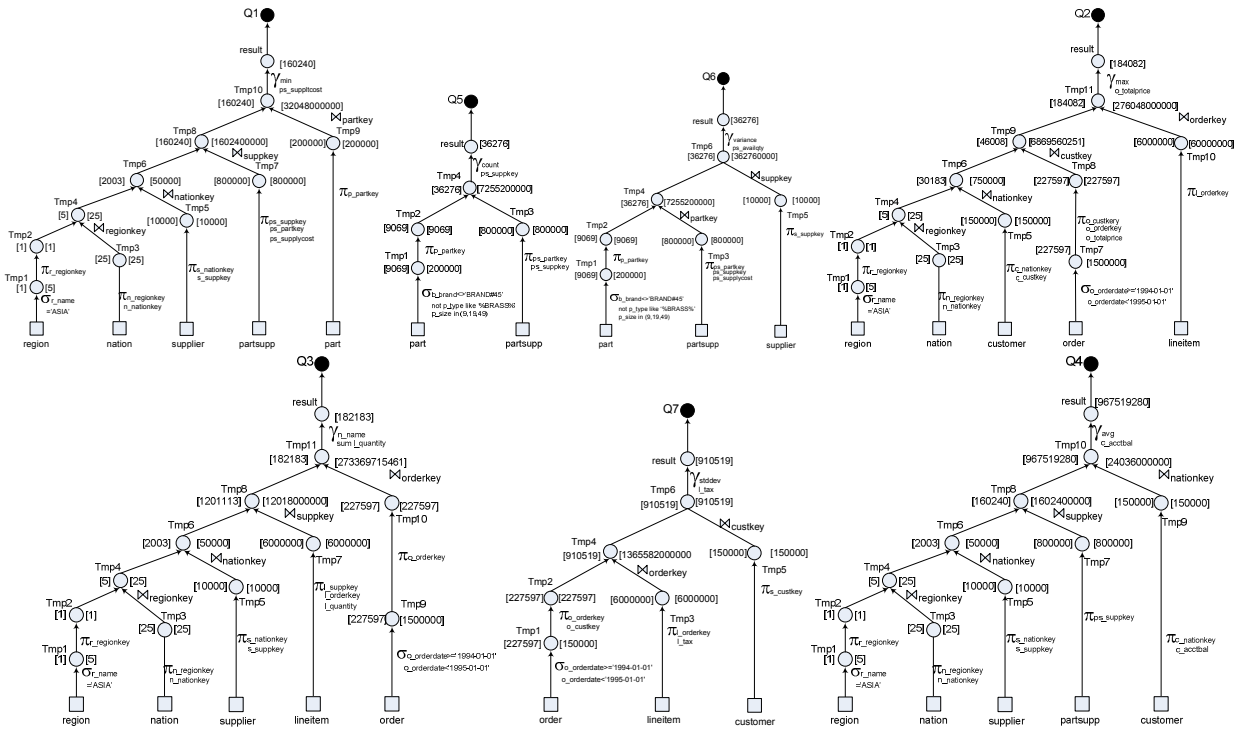 Q1
result
[160240]
γ min
ps_suppltcost
Tmp10
[160240] [32048000000]
⋈partkey
Tmp8
[160240] [1602400000]
Tmp9
[200000] [200000]
⋈suppkey
Tmp6
[2003] [50000]
Tmp7
[800000] [800000]
⋈nationkey
Tmp4
[5] [25]
Tmp5
[10000] [10000]
⋈regionkey
Tmp2
[1] [1]
Tmp3
[25] [25]
πr_regionkey
Tmp1
[1] [5]
σr_name
='ASIA'
πn_regionkey
n_nationkey
πs_nationkey
s_suppkey
πps_suppkey
ps_partkey
ps_supplycost
πp_partkey
region
nation
supplier
partsupp
part
Q5
result [36276]
γcount
ps_suppkey
Tmp4
[36276] [7255200000]
Tmp2
[9069] [9069]
Tmp3
[800000] [800000]
πp_partkey
Tmp1
[9069] [200000]
πps_partkey
ps_suppkey
σb_brand<>'BRAND#45'
not p_type like '%BRASS%'
p_size in (9,19,49)
part
partsupp
Q6
result [36276]
γvariance
ps_availqty
Tmp6
[36276] [362760000]
⋈suppkey
Tmp4
[36276] [7255200000]
[10000] [10000]
Tmp5
⋈partkey
Tmp2
[9069] [9069]
[800000] [800000]
Tmp3
πs_suppkey
πp_partkey
Tmp1
[9069] [200000]
πps_partkey
ps_suppkey
ps_supplycost
σb_brand<>'BRAND#45'
not p_type like '%BRASS%'
p_size in (9,19,49)
part
partsupp
supplier
Q2
result
[184082]
γmax
o_totalprice
Tmp11
[184082] [276048000000]
⋈orderkey
Tmp9
[46008] [6869560251]
[6000000] [60000000]
Tmp10
⋈custkey
Tmp6
[30183] [750000]
Tmp8
[227597] [227597]
⋈nationkey
Tmp4
[5] [25]
[150000] [150000]
Tmp5
⋈regionkey
Tmp2
[1] [1]
Tmp3
[25] [25]
πo_custkery
o_orderkey
o_totalprice
πl_orderkey
[227597] Tmp7
[1500000]
πr_regionkey
Tmp1
[1] [5]
σr_name
='ASIA'
πn_regionkey
n_nationkey
πc_nationkey
c_custkey
σo_orderdate>='1994-01-01'
o_orderdate<'1995-01-01'
region
nation
customer
order
lineitem
Q3
result
[182183]
γn_name
sum l_quantity
Tmp11
[182183] [273369715461]
⋈orderkey
Tmp8
[1201113] [12018000000]
[227597] [227597]
Tmp10
⋈suppkey
Tmp6
[2003] [50000]
[6000000] [6000000]
Tmp7
⋈nationkey
Tmp4
[5] [25]
[10000] [10000]
Tmp5
⋈regionkey
Tmp2
[1] [1]
Tmp3
[25] [25]
πl_suppkey
l_orderkey
l_quantity
πo_orderkey
Tmp9
[227597] [1500000]
πr_regionkey
Tmp1
[1] [5]
σr_name
='ASIA'
πn_regionkey
n_nationkey
πs_nationkey
s_suppkey
σo_orderdate>='1994-01-01'
o_orderdate<'1995-01-01'
region
nation
supplier
lineitem
order
Q7
result [910519]
γstddev
l_tax
Tmp6
[910519] [910519]
⋈custkey
Tmp4
[910519] [1365582000000
[150000] [150000]
Tmp5
⋈orderkey
Tmp2
[227597] [227597]
[6000000] [6000000]
Tmp3
πs_custkey
πo_orderkey
o_custkey
Tmp1
[227597] [150000]
πl_orderkey
l_tax
σo_orderdate>='1994-01-01'
o_orderdate<'1995-01-01'
order
lineitem
customer
Q4
result
[967519280]
γavg
c_acctbal
Tmp10
[967519280] [24036000000]
⋈nationkey
Tmp8
[160240] [1602400000]
[150000] [150000]
Tmp9
⋈suppkey
Tmp6
[2003] [50000]
[800000] [800000]
Tmp7
⋈nationkey
Tmp4
[5] [25]
[10000] [10000]
Tmp5
⋈regionkey
Tmp2
[1] [1]
Tmp3
[25] [25]
πr_regionkey
Tmp1
[1] [5]
σr_name
='ASIA'
πn_regionkey
n_nationkey
πs_nationkey
s_suppkey
πps_suppkey
πc_nationkey
c_acctbal
region
nation
supplier
partsupp
customer